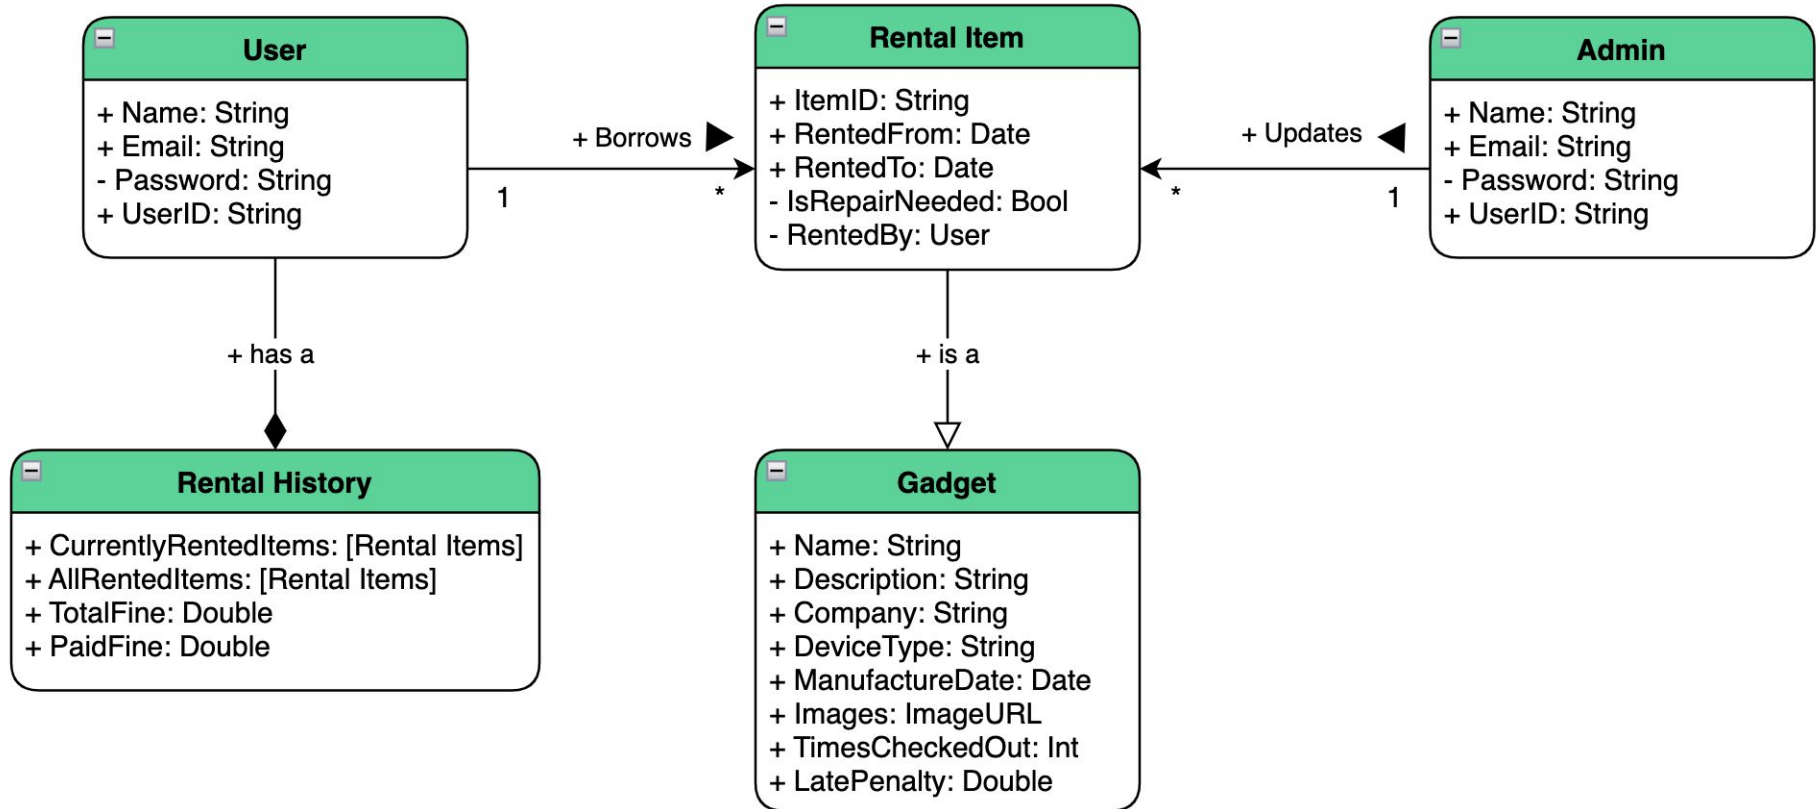 User
+ Name: String
+ Email: String
- Password: String
+ UserID: String
+ Borrows
1
*
Rental Item
+ ItemID: String
+ RentedFrom: Date
+ RentedTo: Date
- IsRepairNeeded: Bool
- RentedBy: User
+ Updates
*
1
Admin
+ Name: String
+ Email: String
- Password: String
+ UserID: String
+ has a
+ is a
Rental History
+ CurrentlyRentedItems: [Rental Items]
+ AllRentedItems: [Rental Items]
+ TotalFine: Double
+ PaidFine: Double
Gadget
+ Name: String
+ Description: String
+ Company: String
+ DeviceType: String
+ ManufactureDate: Date
+ Images: ImageURL
+ TimesCheckedOut: Int
+ LatePenalty: Double